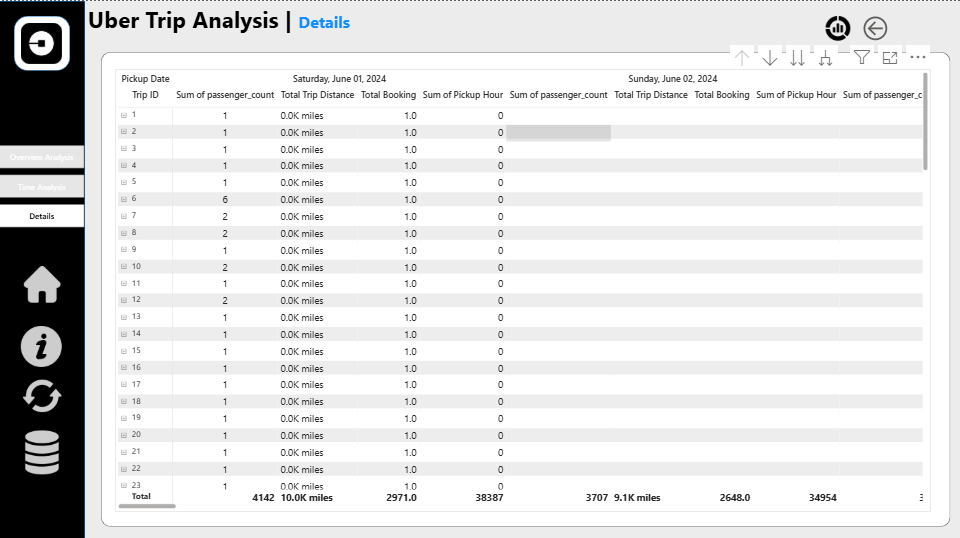 Uber Trip Analysis | Details
Overview Analysis
Time Analysis
Details
Pickup Date Saturday, June 01, 2024 Sunday, June 02, 2024
Trip ID Sum of passenger_count Total Trip Distance Total Booking Sum of Pickup Hour Sum of passenger_count Total Trip Distance Total Booking Sum of Pickup Hour Sum of passenger_c
1 1 0.0K miles 1.0 0
2 1 0.0K miles 1.0 0
3 1 0.0K miles 1.0 0
4 1 0.0K miles 1.0 0
5 1 0.0K miles 1.0 0
6 6 0.0K miles 1.0 0
7 2 0.0K miles 1.0 0
8 2 0.0K miles 1.0 0
9 1 0.0K miles 1.0 0
10 2 0.0K miles 1.0 0
11 1 0.0K miles 1.0 0
12 2 0.0K miles 1.0 0
13 1 0.0K miles 1.0 0
14 1 0.0K miles 1.0 0
15 1 0.0K miles 1.0 0
16 1 0.0K miles 1.0 0
17 1 0.0K miles 1.0 0
18 1 0.0K miles 1.0 0
19 1 0.0K miles 1.0 0
20 1 0.0K miles 1.0 0
21 1 0.0K miles 1.0 0
22 1 0.0K miles 1.0 0
23 1 0.0K miles 1.0 0
Total 4142 10.0K miles 2971.0 38387 3707 9.1K miles 2648.0 34954